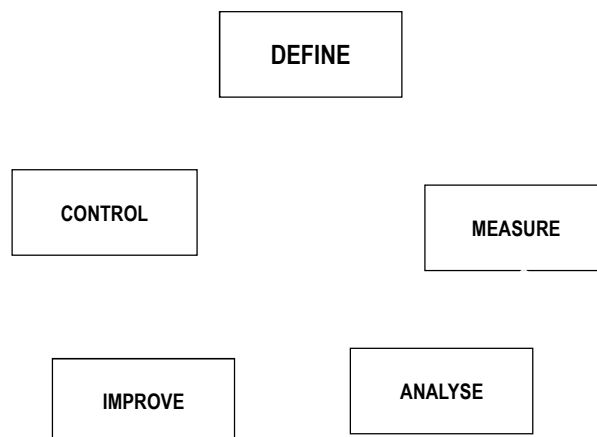 DEFINE
CONTROL
MEASURE
ANALYSE
IMPROVE